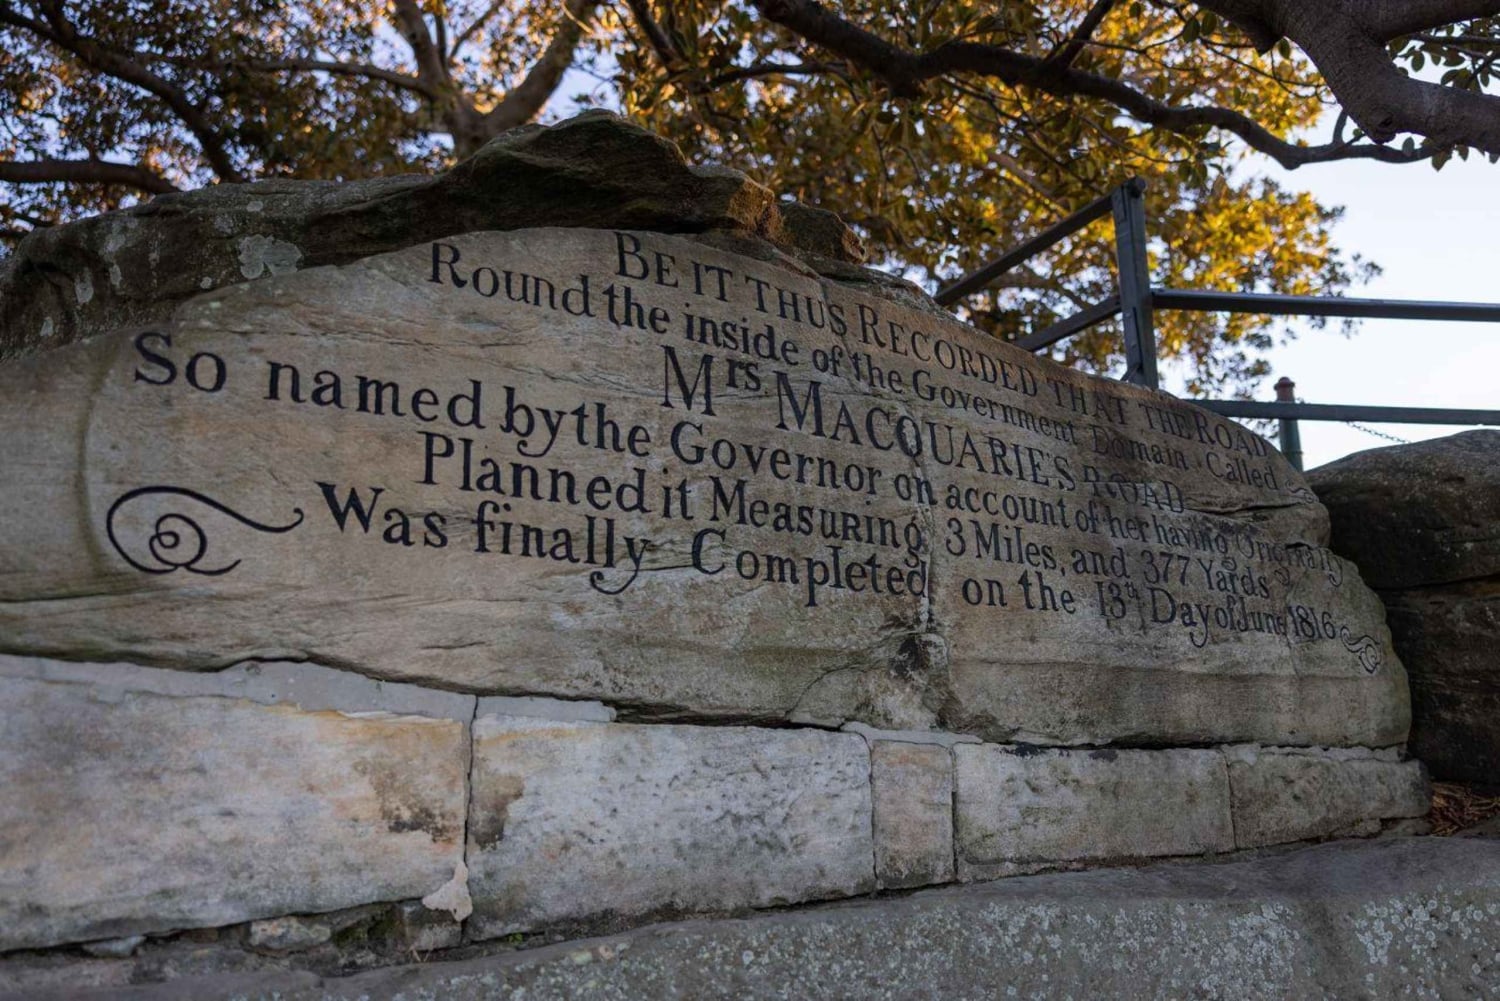 BE IT THUS RECORDED THAT THE ROAD
Round the inside of the Government Domain Called
Mrs MACQUARIE'S ROAD
So named by the Governor on account of her having Originally
Planned it Measuring 3 Miles, and 377 Yards
Was finally Completed on the 13th Day of June 1816